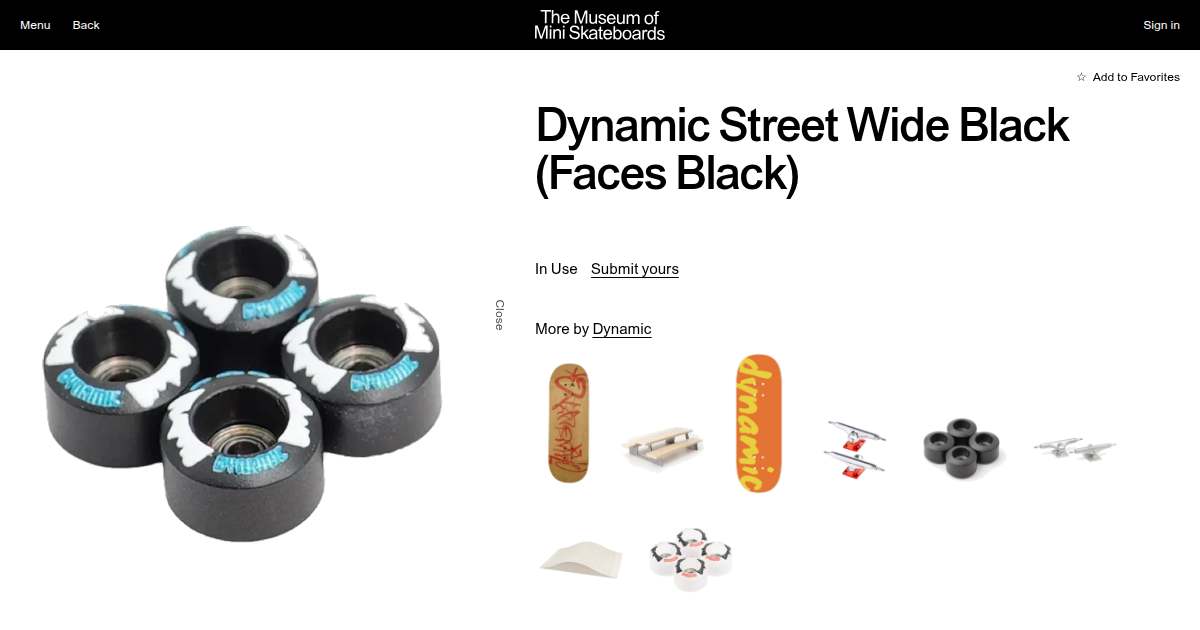 Menu
Back
The Museum of
Mini Skateboards
Sign in
☆ Add to Favorites
Dynamic Street Wide Black
(Faces Black)
In Use Submit yours
Close
More by Dynamic
dynamic